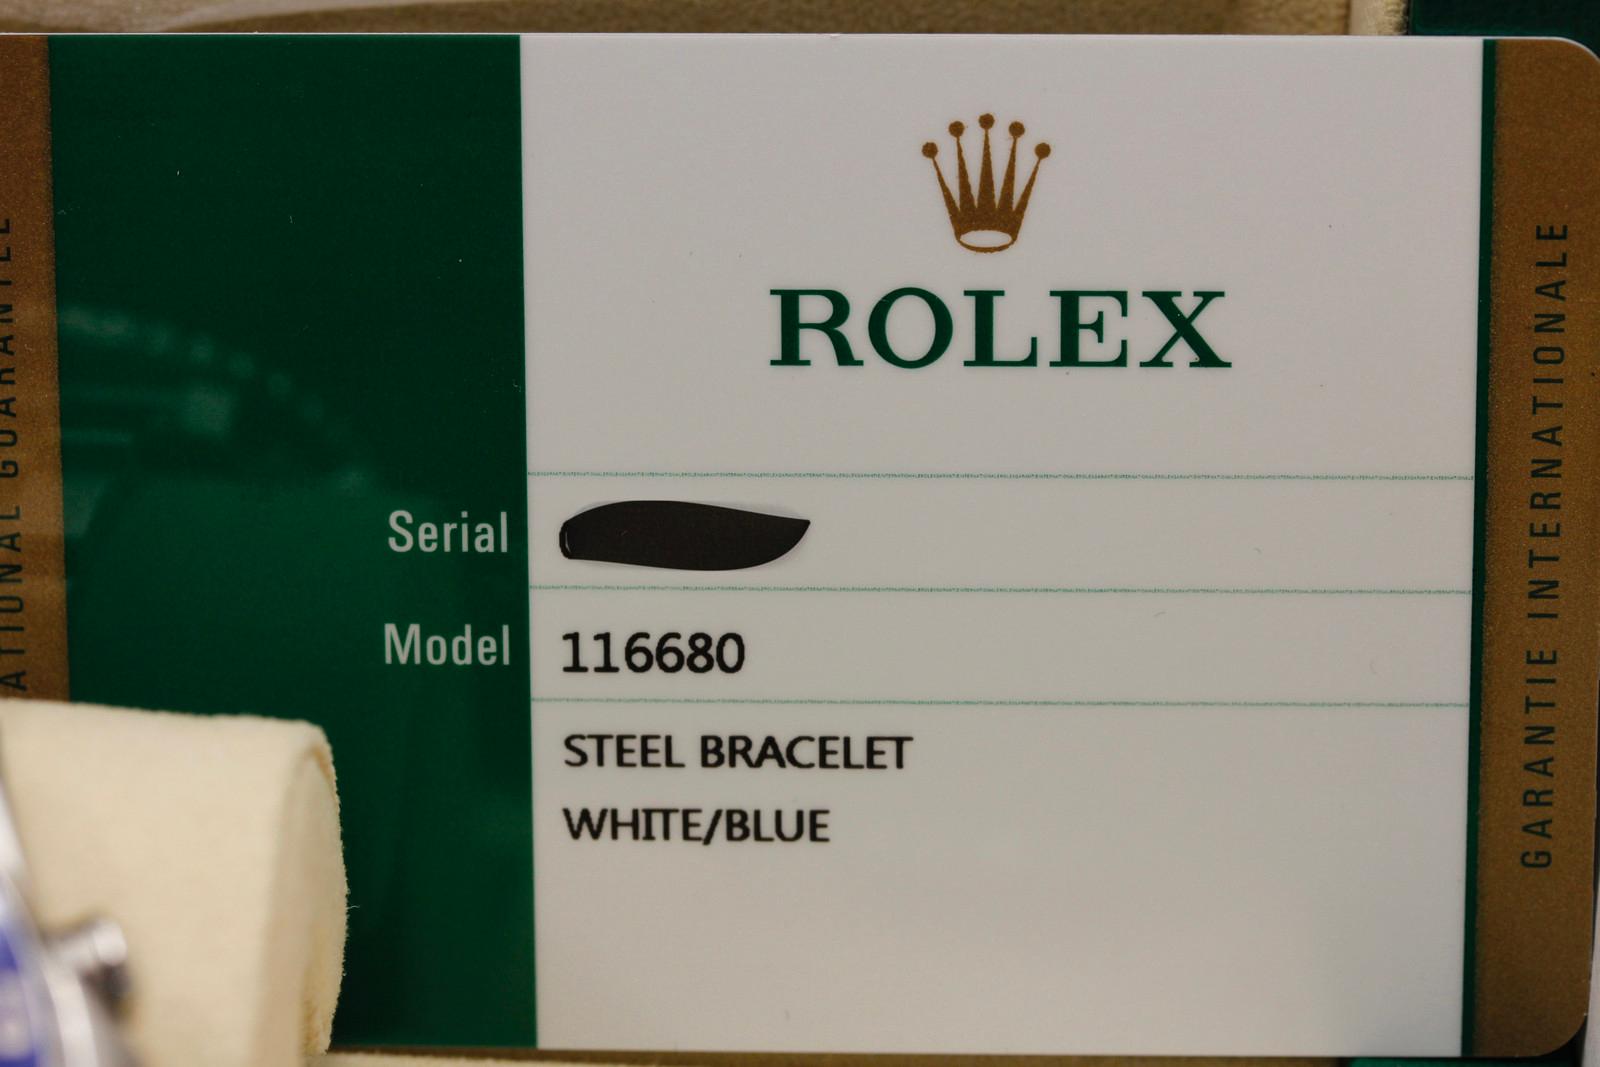 ROLEX
Serial
Model 116680
STEEL BRACELET
WHITE/BLUE
GARANTIE INTERNATIONALE